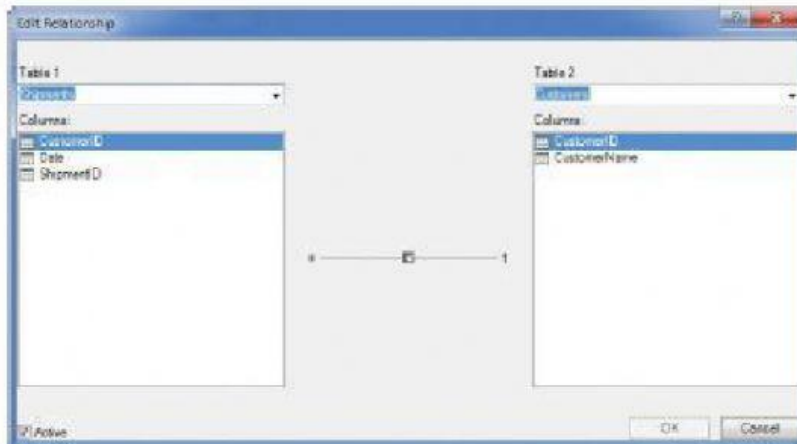 Edit Relationship
Table 1
Shipments
Columns:
CustomerID
Date
ShipmentID
Table 2
Customers
Columns:
CustomerID
CustomerName
* 1
Active
OK
Cancel